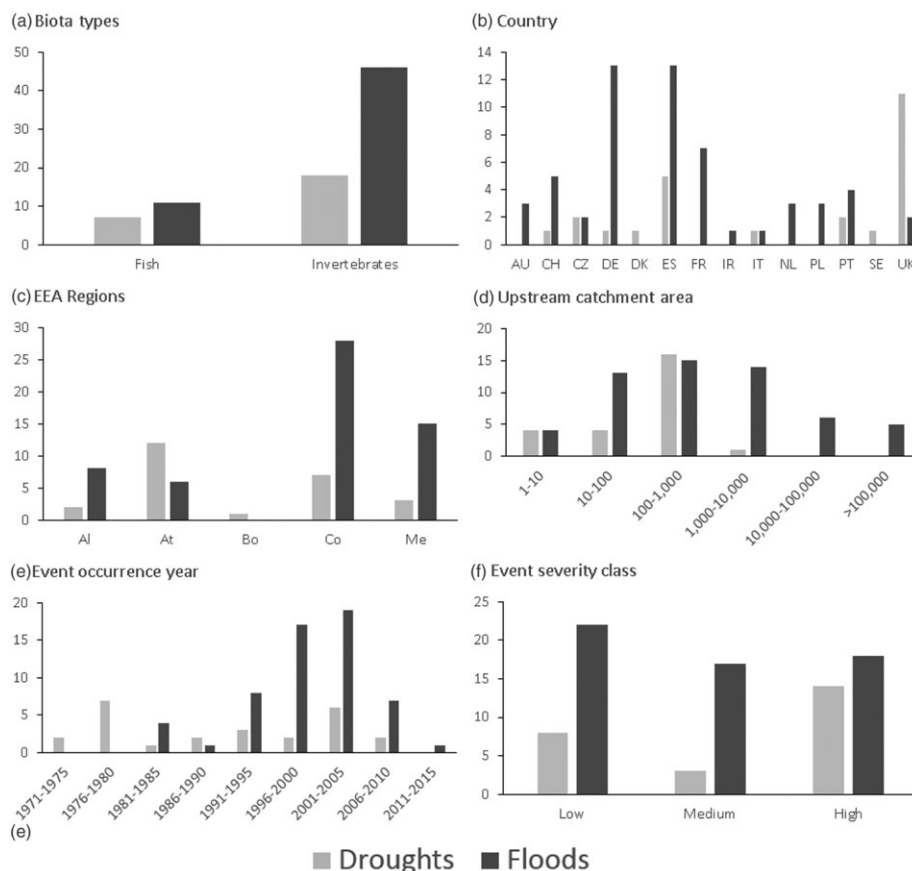 (a) Biota types
50
40
30
20
10
0
Fish Invertebrates
(b) Country
14
12
10
8
6
4
2
0
AU CH CZ DE DK ES FR IR IT NL PL PT SE UK
(c) EEA Regions
30
25
20
15
10
5
0
Al At Bo Co Me
(d) Upstream catchment area
20
15
10
5
0
1-10 10-100 100-1,000 1,000-10,000 10,000-100,000 >100,000
(e)Event occurrence year
20
15
10
5
0
1971-1975 1976-1980 1981-1985 1986-1990 1991-1995 1996-2000 2001-2005 2006-2010 2011-2015
(f) Event severity class
25
20
15
10
5
0
Low Medium High
(e)
Droughts Floods